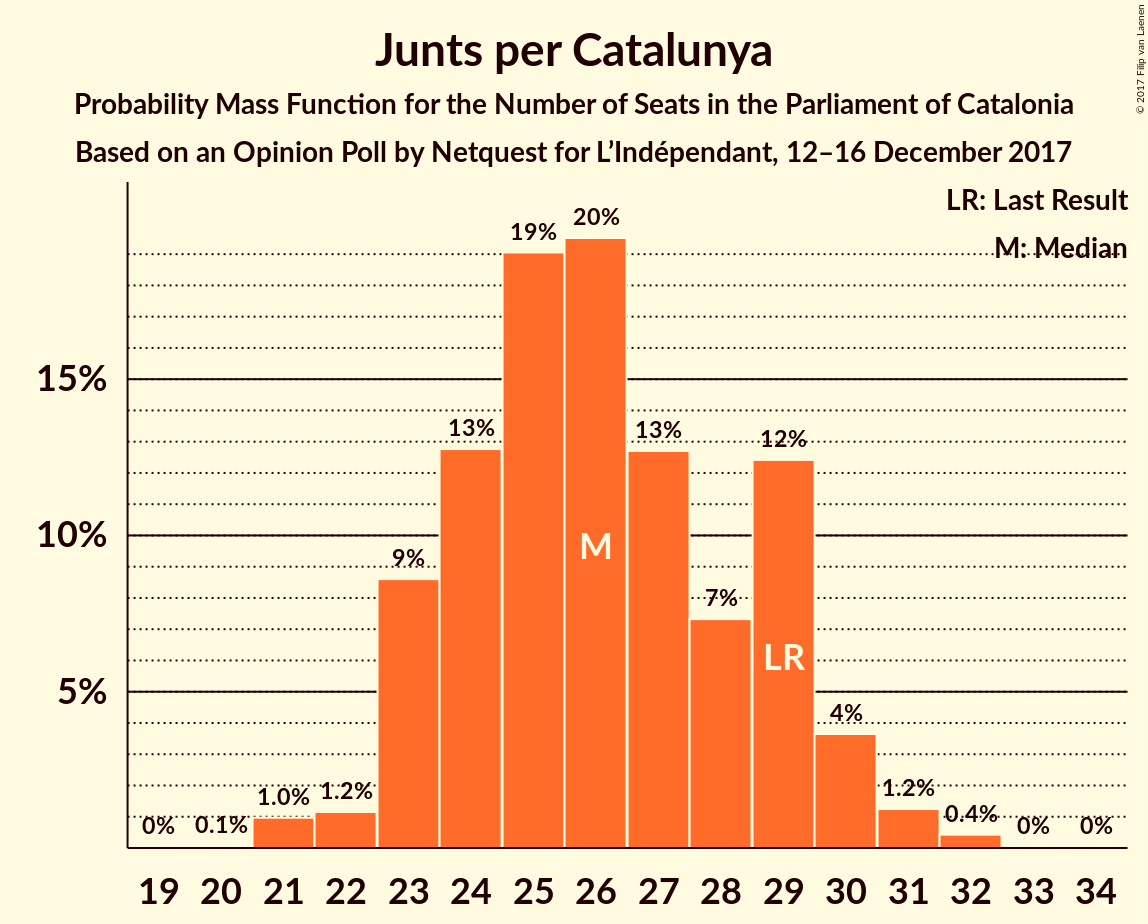 © 2017 Filip van Laenen
Junts per Catalunya
Probability Mass Function for the Number of Seats in the Parliament of Catalonia
Based on an Opinion Poll by Netquest for L’Indépendant, 12–16 December 2017
LR: Last Result
M: Median
15%
10%
5%
0%
0.1%
1.0%
1.2%
9%
13%
19%
20%
13%
7%
12%
4%
1.2%
0.4%
0%
0%
M
LR
19 20 21 22 23 24 25 26 27 28 29 30 31 32 33 34